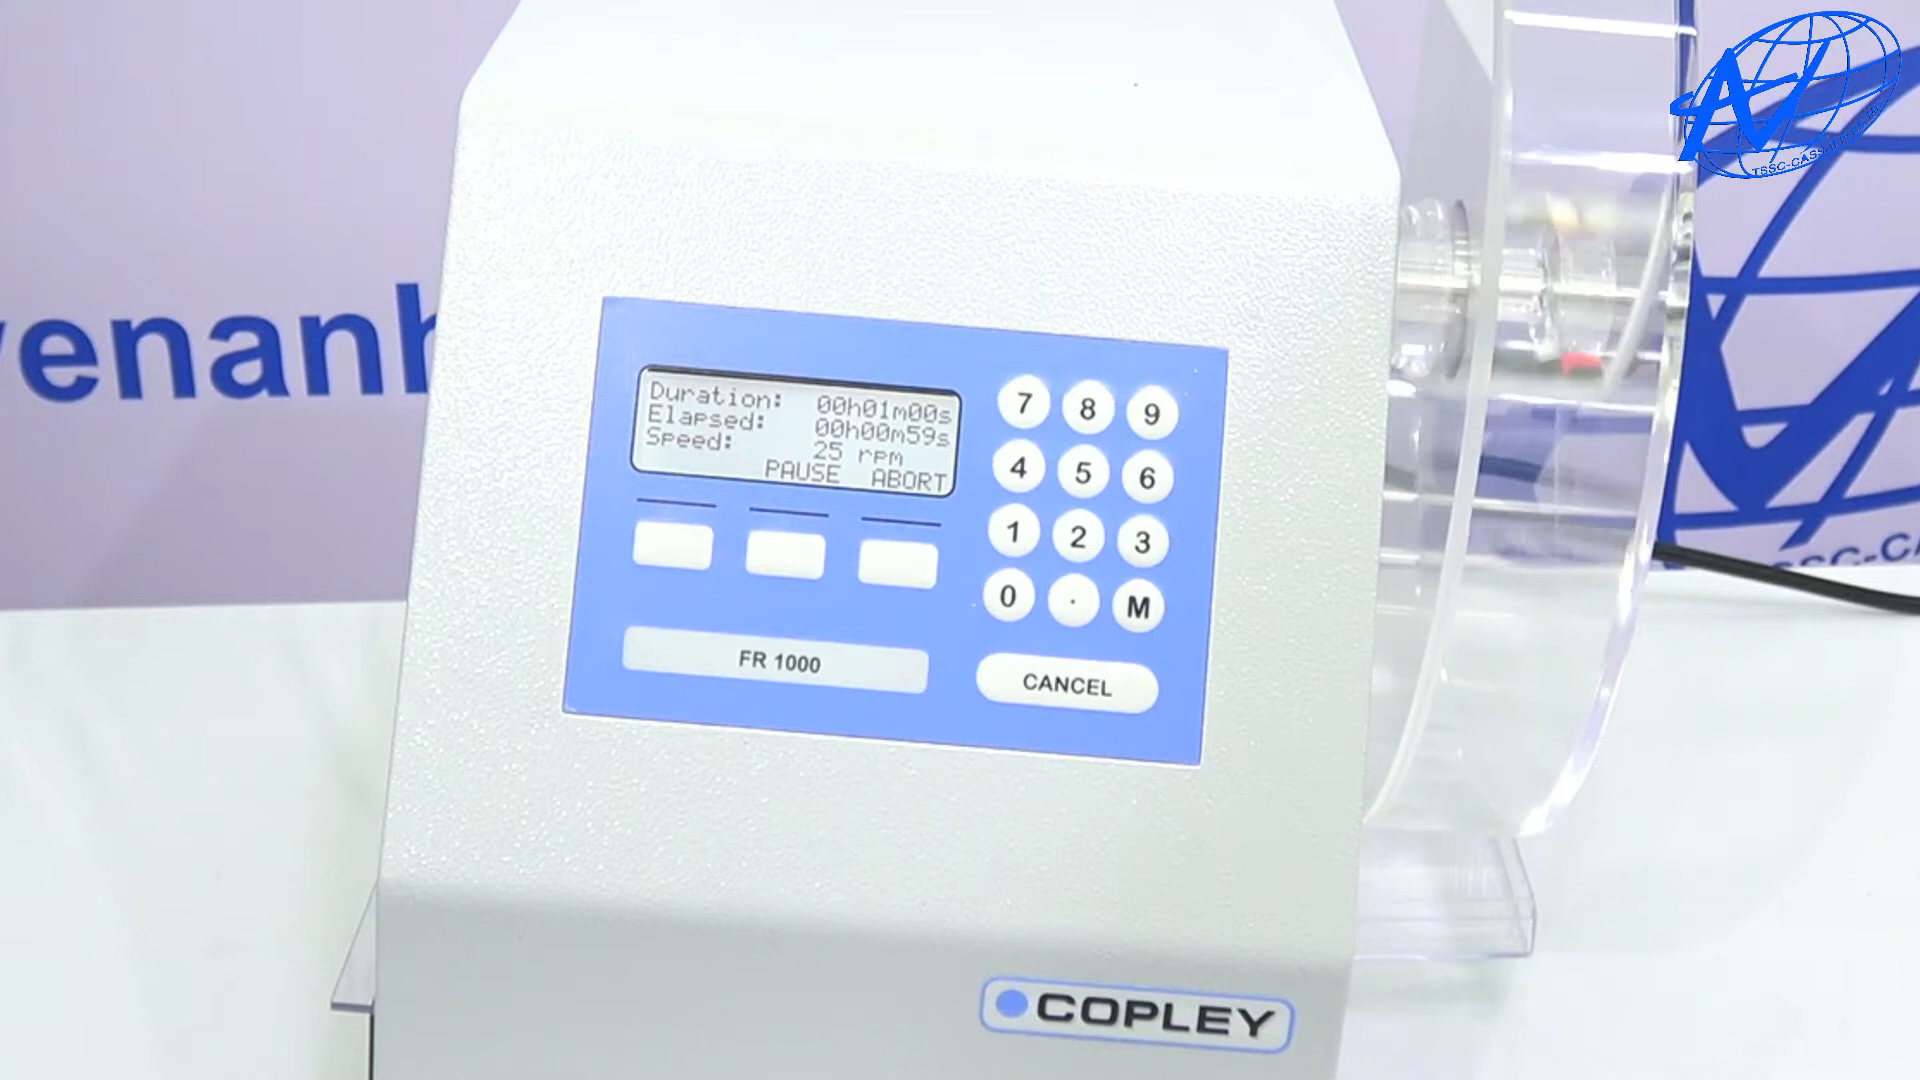 venanh
Duration: 00h01m00s
Elapsed: 00h00m59s
Speed: 25 rpm
PAUSE ABORT
7 8 9
4 5 6
1 2 3
0 . M
FR 1000
CANCEL
COPLEY